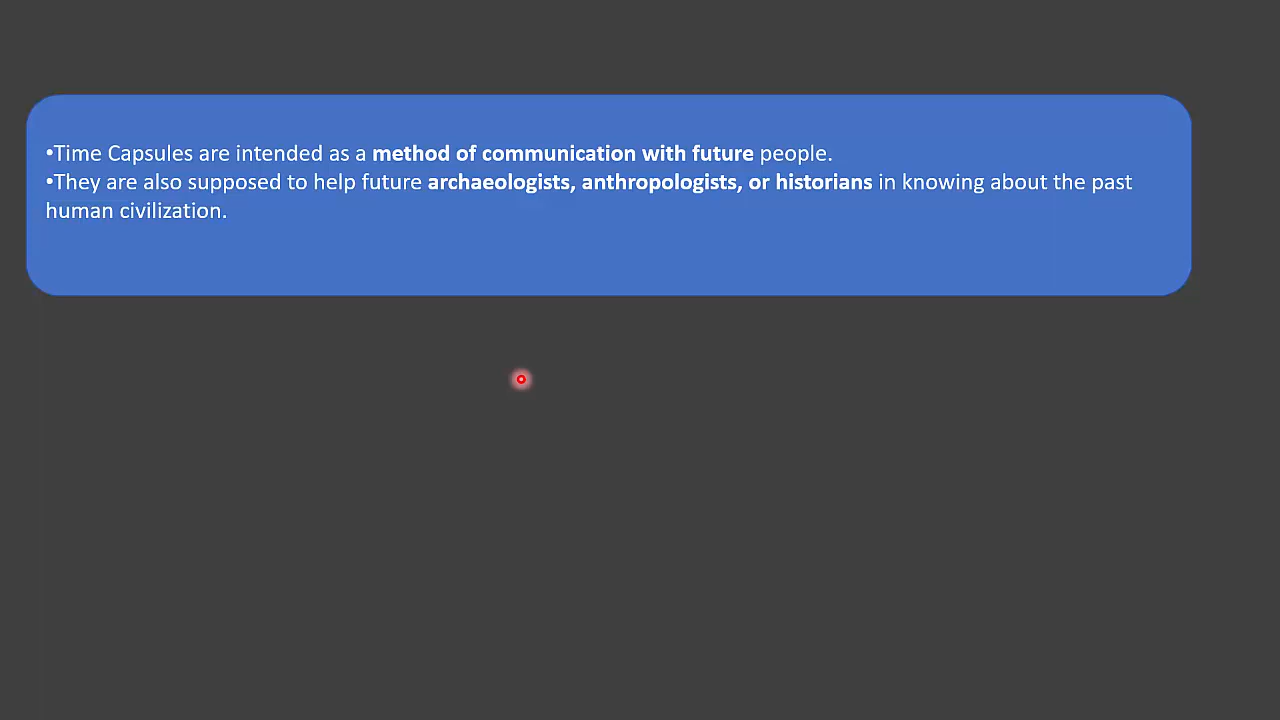 •Time Capsules are intended as a method of communication with future people.
•They are also supposed to help future archaeologists, anthropologists, or historians in knowing about the past
human civilization.